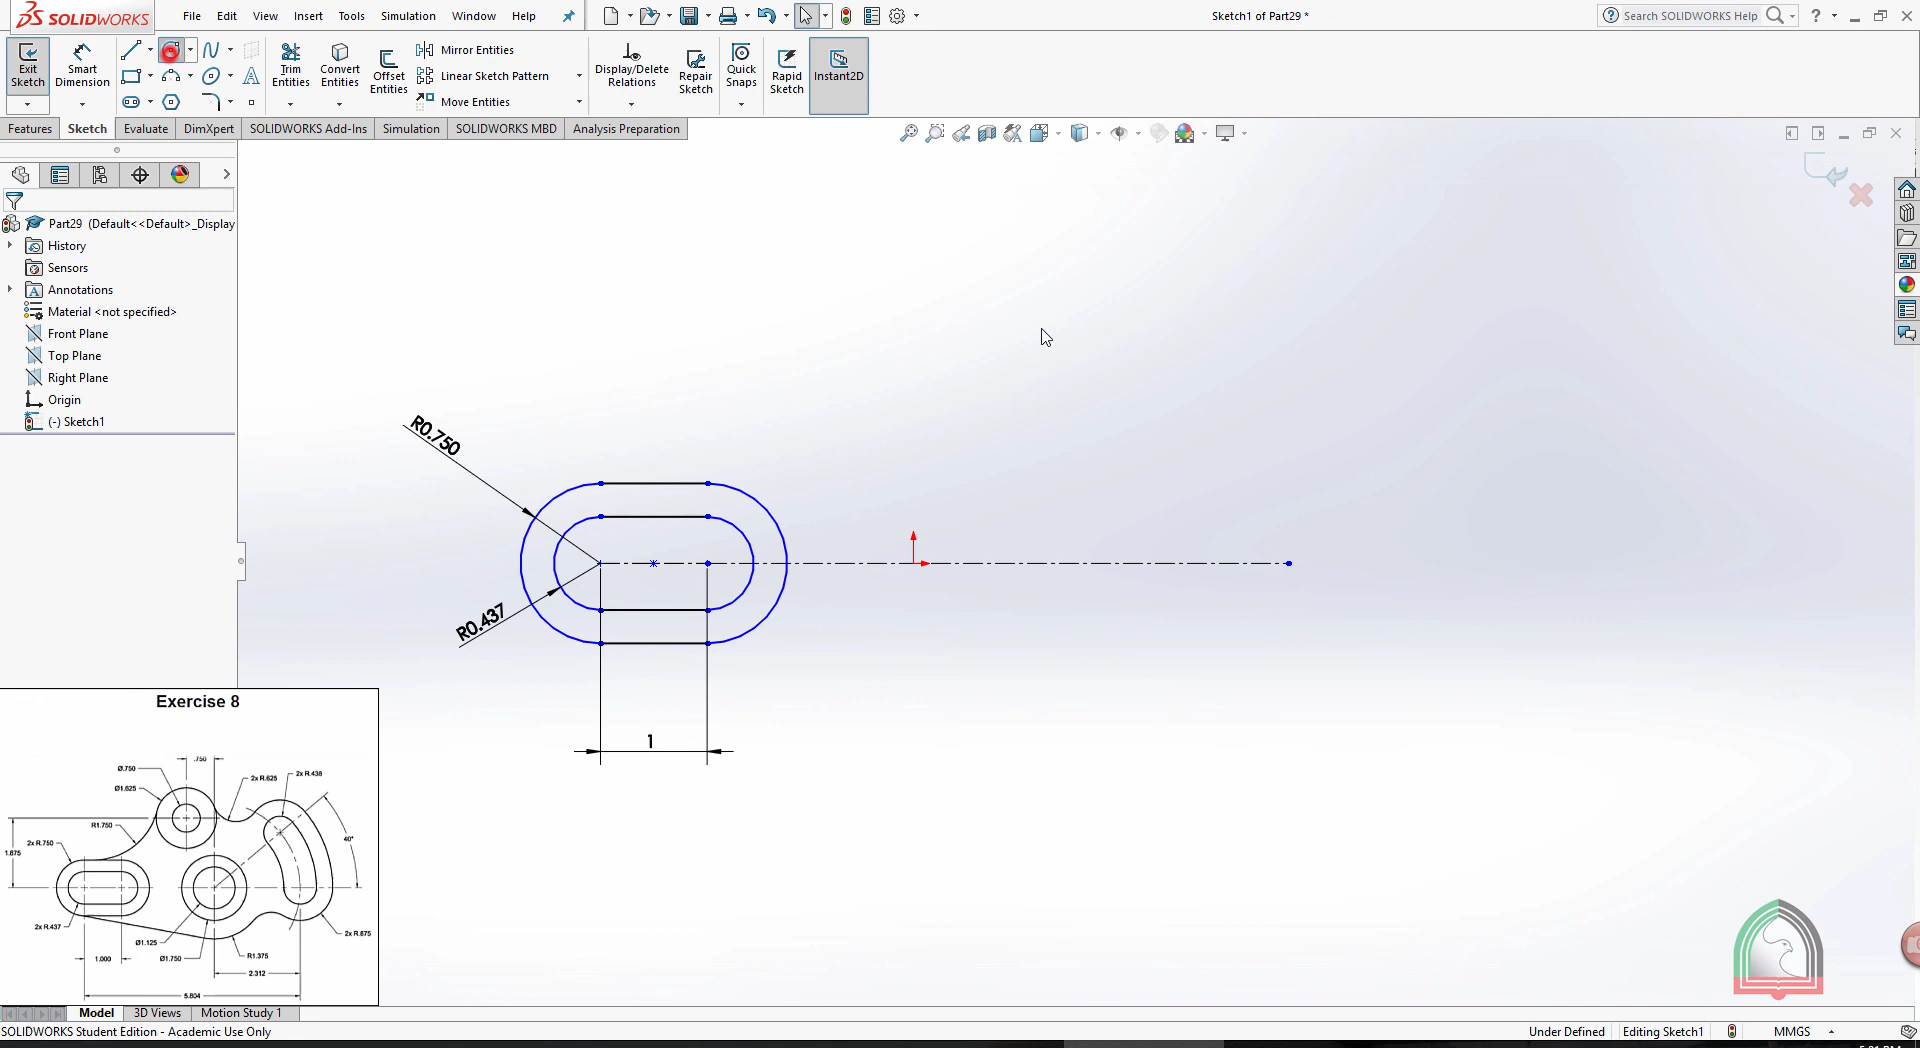 SOLIDWORKS
File Edit View Insert Tools Simulation Window Help
Sketch1 of Part29 *
Search SOLIDWORKS Help
Exit Sketch
Smart Dimension
Trim Entities
Convert Entities
Offset Entities
Mirror Entities
Linear Sketch Pattern
Move Entities
Display/Delete Relations
Repair Sketch
Quick Snaps
Rapid Sketch
Instant2D
Features Sketch Evaluate DimXpert SOLIDWORKS Add-Ins Simulation SOLIDWORKS MBD Analysis Preparation
Part29 (Default<<Default>_Display
History
Sensors
Annotations
Material <not specified>
Front Plane
Top Plane
Right Plane
Origin
(-) Sketch1
R0.750
R0.437
1
Exercise 8
.750
Ø.750
2x R.625
2x R.438
Ø1.625
R1.750
40°
2x R.750
1.875
2x R.437
2x R.875
Ø1.125
1.000
Ø1.750
R1.375
2.312
5.804
Model 3D Views Motion Study 1
SOLIDWORKS Student Edition - Academic Use Only
Under Defined
Editing Sketch1
MMGS